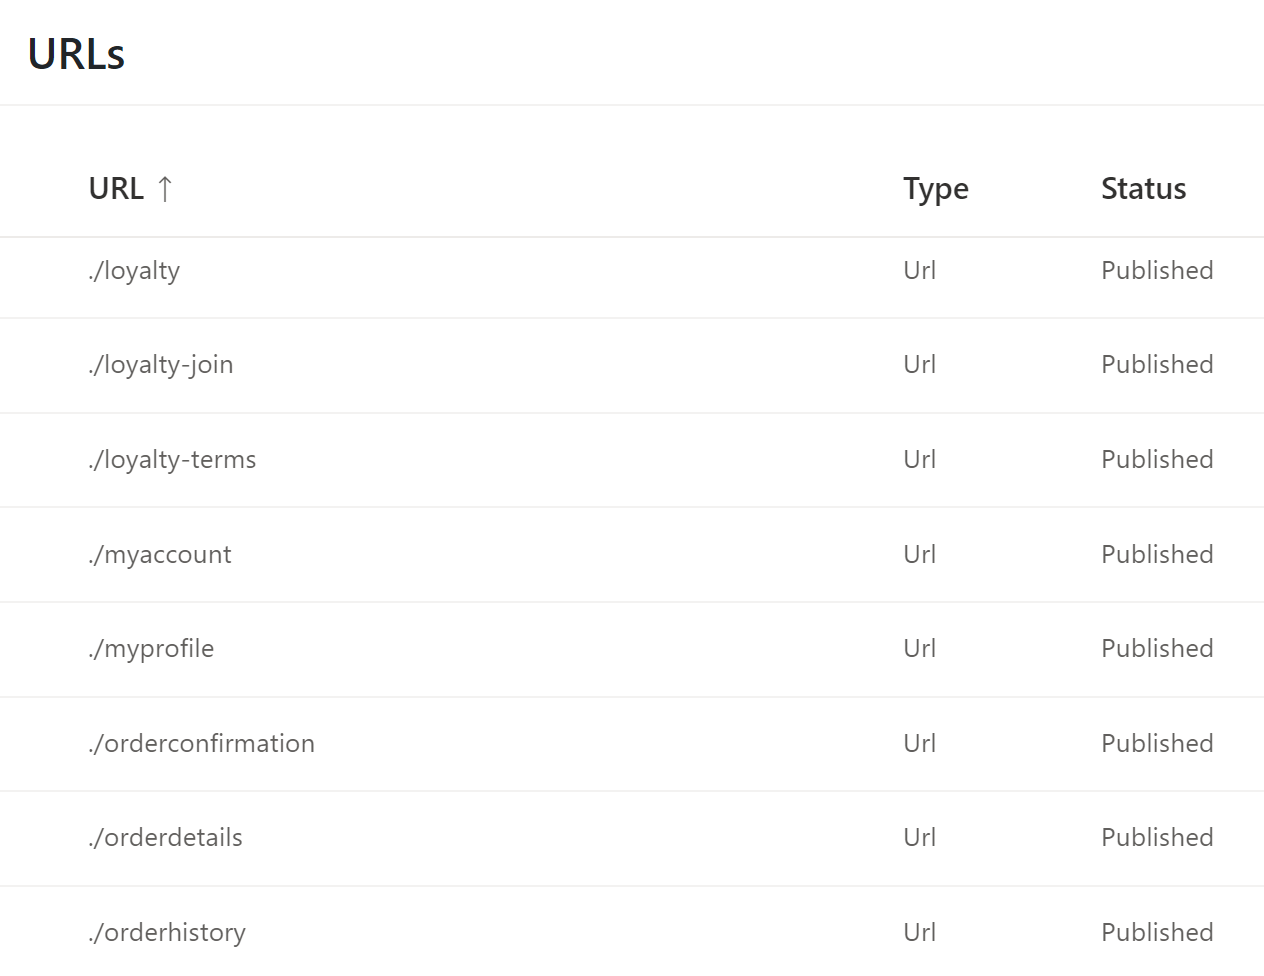 URLs
URL ↑ Type Status
./loyalty Url Published
./loyalty-join Url Published
./loyalty-terms Url Published
./myaccount Url Published
./myprofile Url Published
./orderconfirmation Url Published
./orderdetails Url Published
./orderhistory Url Published